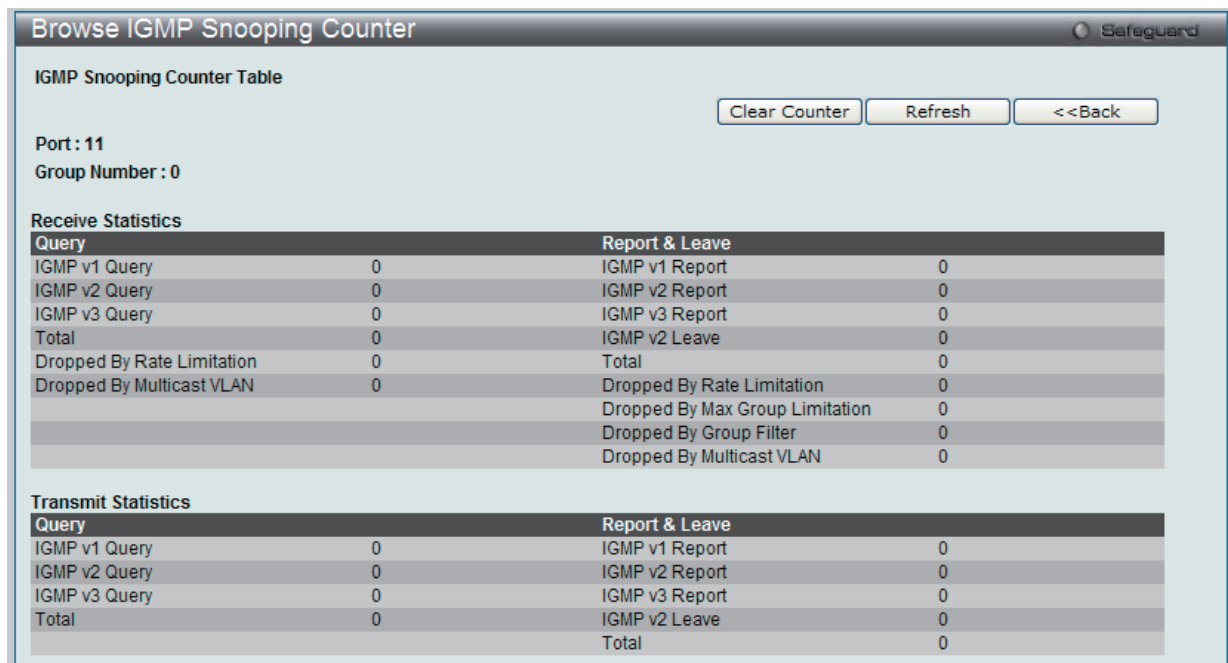 Browse IGMP Snooping Counter
Safeguard
IGMP Snooping Counter Table
Clear Counter Refresh <<Back
Port : 11
Group Number : 0
Receive Statistics
Query Report & Leave
IGMP v1 Query 0 IGMP v1 Report 0
IGMP v2 Query 0 IGMP v2 Report 0
IGMP v3 Query 0 IGMP v3 Report 0
Total 0 IGMP v2 Leave 0
Dropped By Rate Limitation 0 Total 0
Dropped By Multicast VLAN 0 Dropped By Rate Limitation 0
Dropped By Max Group Limitation 0
Dropped By Group Filter 0
Dropped By Multicast VLAN 0
Transmit Statistics
Query Report & Leave
IGMP v1 Query 0 IGMP v1 Report 0
IGMP v2 Query 0 IGMP v2 Report 0
IGMP v3 Query 0 IGMP v3 Report 0
Total 0 IGMP v2 Leave 0
Total 0